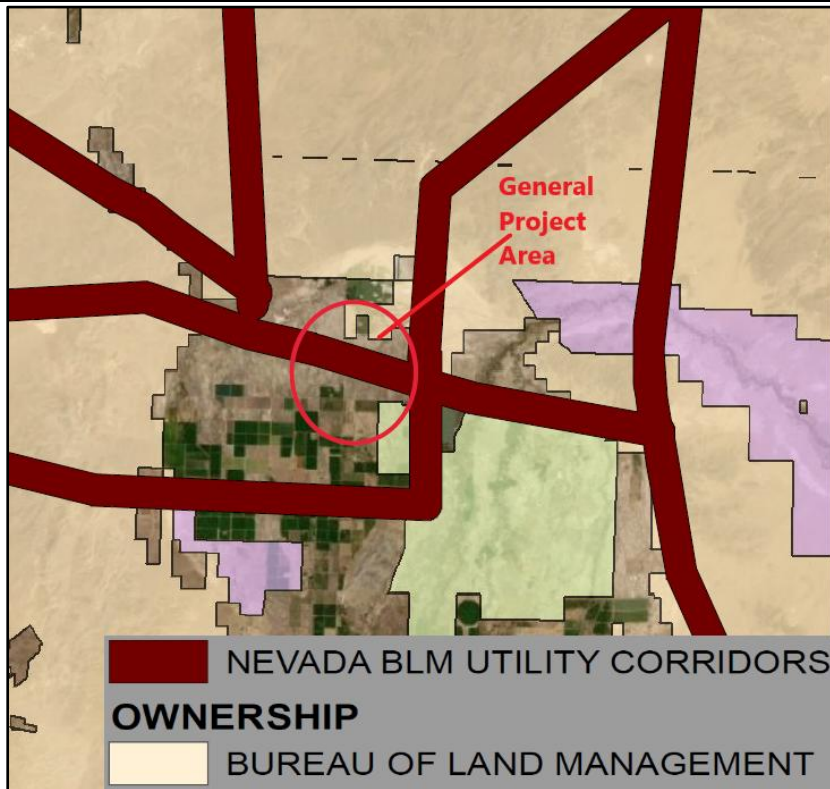 General
Project
Area
NEVADA BLM UTILITY CORRIDORS
OWNERSHIP
BUREAU OF LAND MANAGEMENT